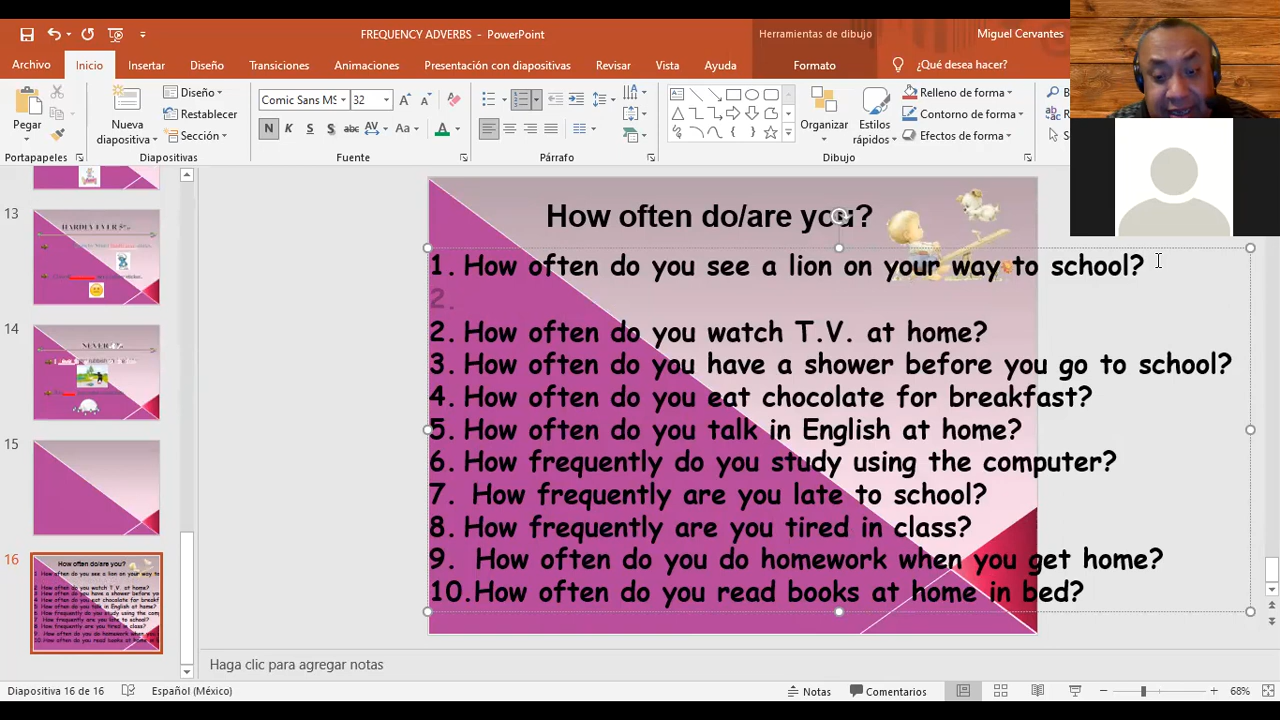 FREQUENCY ADVERBS - PowerPoint
Herramientas de dibujo
Miguel Cervantes
Archivo Inicio Insertar Diseño Transiciones Animaciones Presentación con diapositivas Revisar Vista Ayuda Formato ¿Qué desea hacer?
Pegar
Nueva diapositiva
Diseño
Restablecer
Sección
Comic Sans MS 32
N K S S abc AV Aa A
Organizar
Estilos rápidos
Relleno de forma
Contorno de forma
Efectos de forma
Portapapeles Diapositivas Fuente Párrafo Dibujo
13
HARDLY EVER 5%
14
NEVER
15
16
How often do/are you?
1. How often do you see a lion on your way to school?
2.
2. How often do you watch T.V. at home?
3. How often do you have a shower before you go to school?
4. How often do you eat chocolate for breakfast?
5. How often do you talk in English at home?
6. How frequently do you study using the computer?
7. How frequently are you late to school?
8. How frequently are you tired in class?
9. How often do you do homework when you get home?
10.How often do you read books at home in bed?
Haga clic para agregar notas
Diapositiva 16 de 16 Español (México) Notas Comentarios 68%